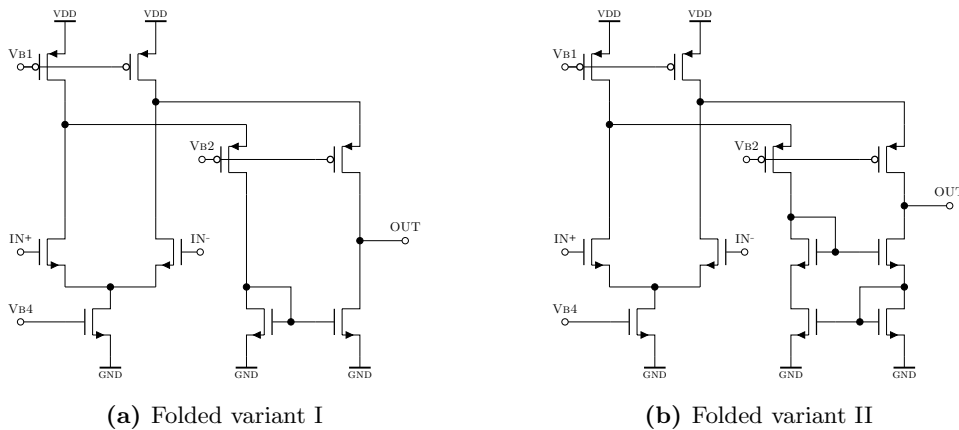 VDD VDD
VB1
VB2
IN+ IN-
OUT
VB4
GND GND GND
(a) Folded variant I
VDD VDD
VB1
VB2
OUT
IN+ IN-
VB4
GND GND GND
(b) Folded variant II